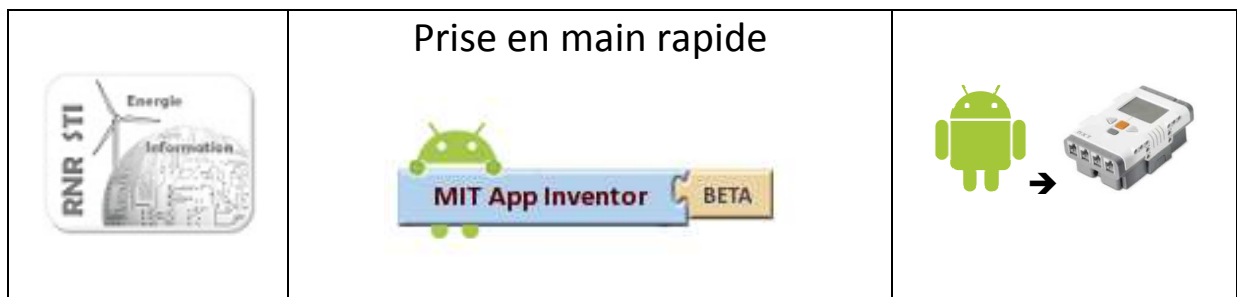 RNR STI
Energie
Information
Prise en main rapide
MIT App Inventor BETA